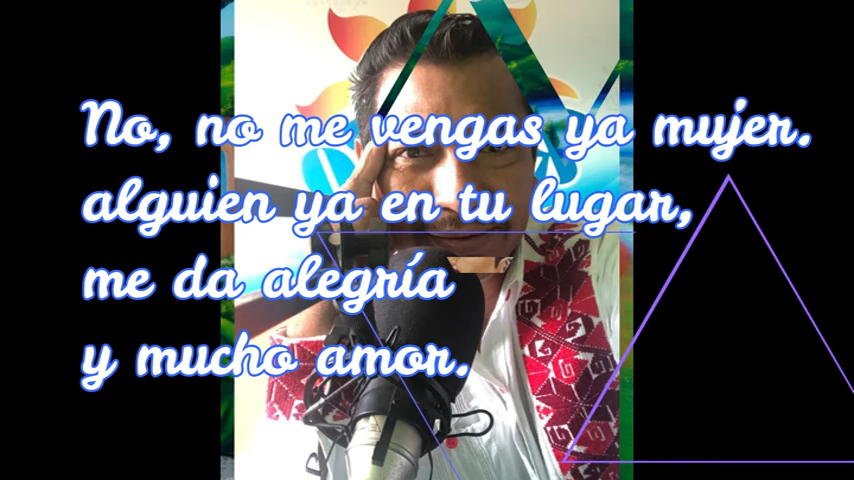 No, no me vengas ya mujer.
alguien ya en tu lugar,
me da alegría
y mucho amor.